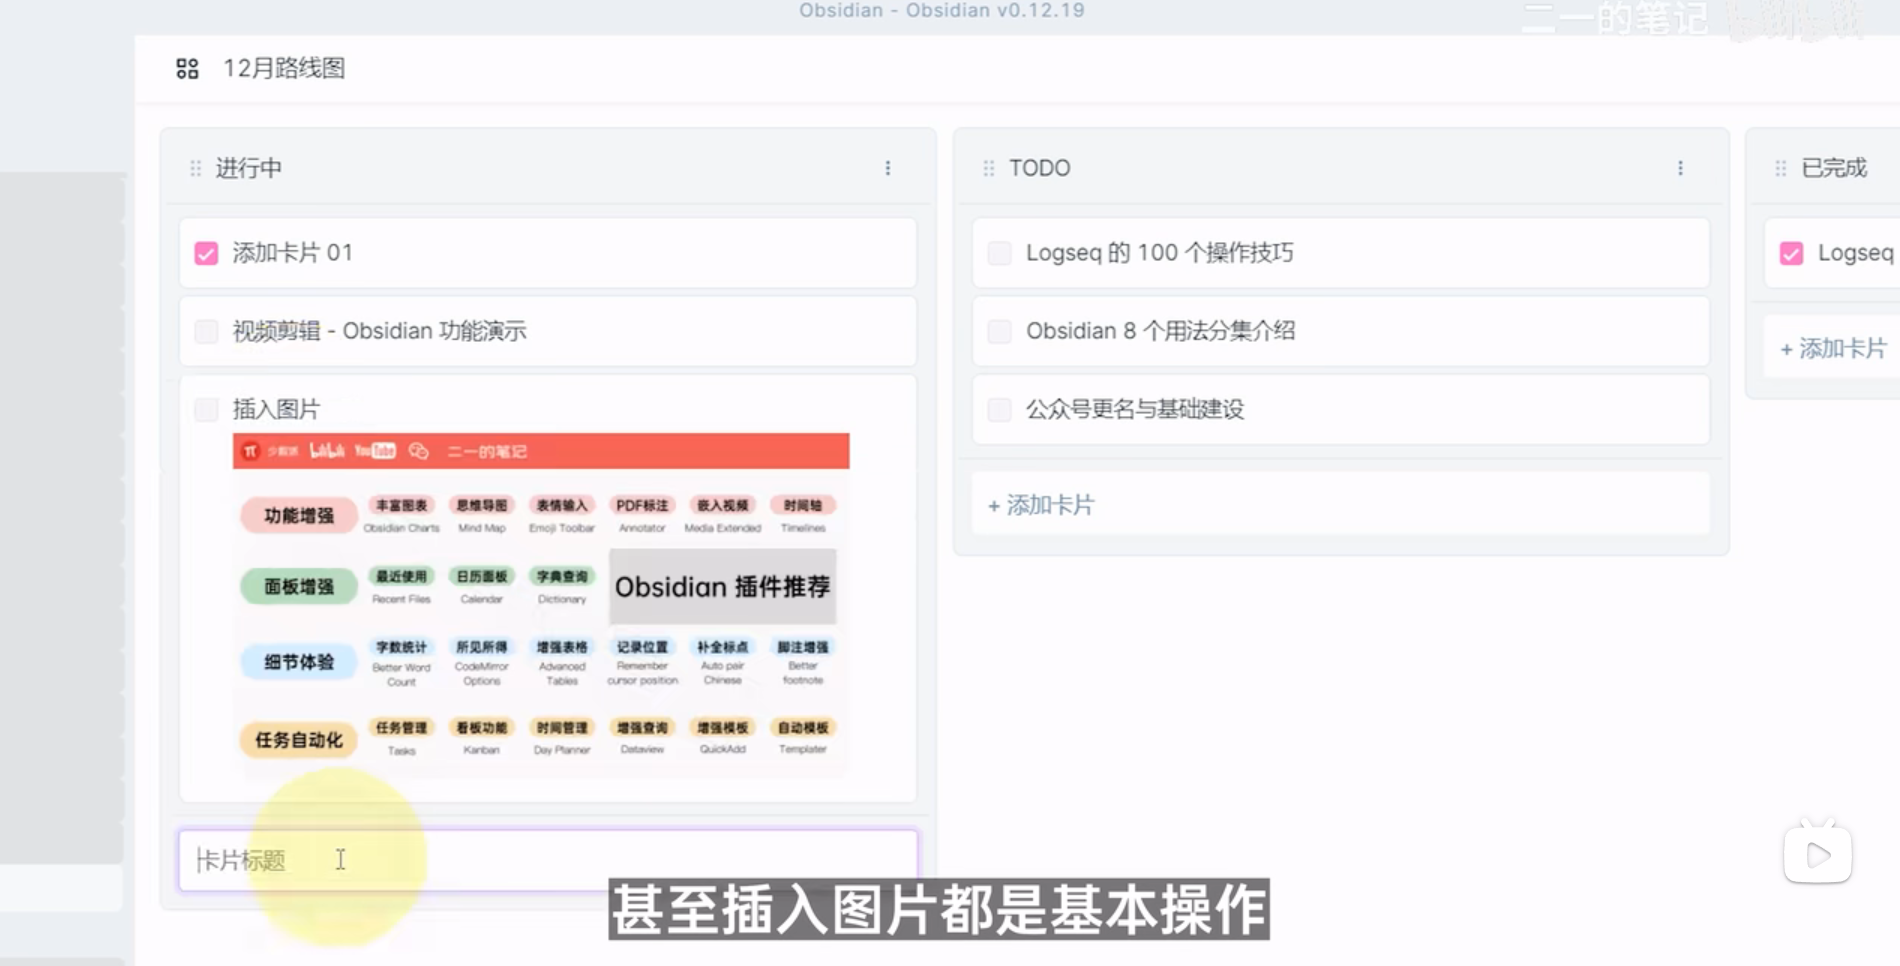 Obsidian - Obsidian v0.12.19
二一的笔记 bilibili
12月路线图
进行中
添加卡片 01
视频剪辑 - Obsidian 功能演示
插入图片
少数派 bilibili YouTube 二一的笔记
功能增强 丰富图表 思维导图 表情输入 PDF标注 嵌入视频 时间轴
Obsidian Charts Mind Map Emoji Toolbar Annotator Media Extended Timelines
面板增强 最近使用 日历面板 字典查询 Obsidian 插件推荐
Recent Files Calendar Dictionary
细节体验 字数统计 所见所得 增强表格 记录位置 补全标点 脚注增强
Better Word Count CodeMirror Options Advanced Tables Remember cursor position Auto pair Chinese Better footnote
任务自动化 任务管理 看板功能 时间管理 增强查询 增强模板 自动模板
Tasks Kanban Day Planner Dataview QuickAdd Templater
卡片标题
TODO
Logseq 的 100 个操作技巧
Obsidian 8 个用法分集介绍
公众号更名与基础建设
+ 添加卡片
已完成
Logseq
+ 添加卡片
甚至插入图片都是基本操作